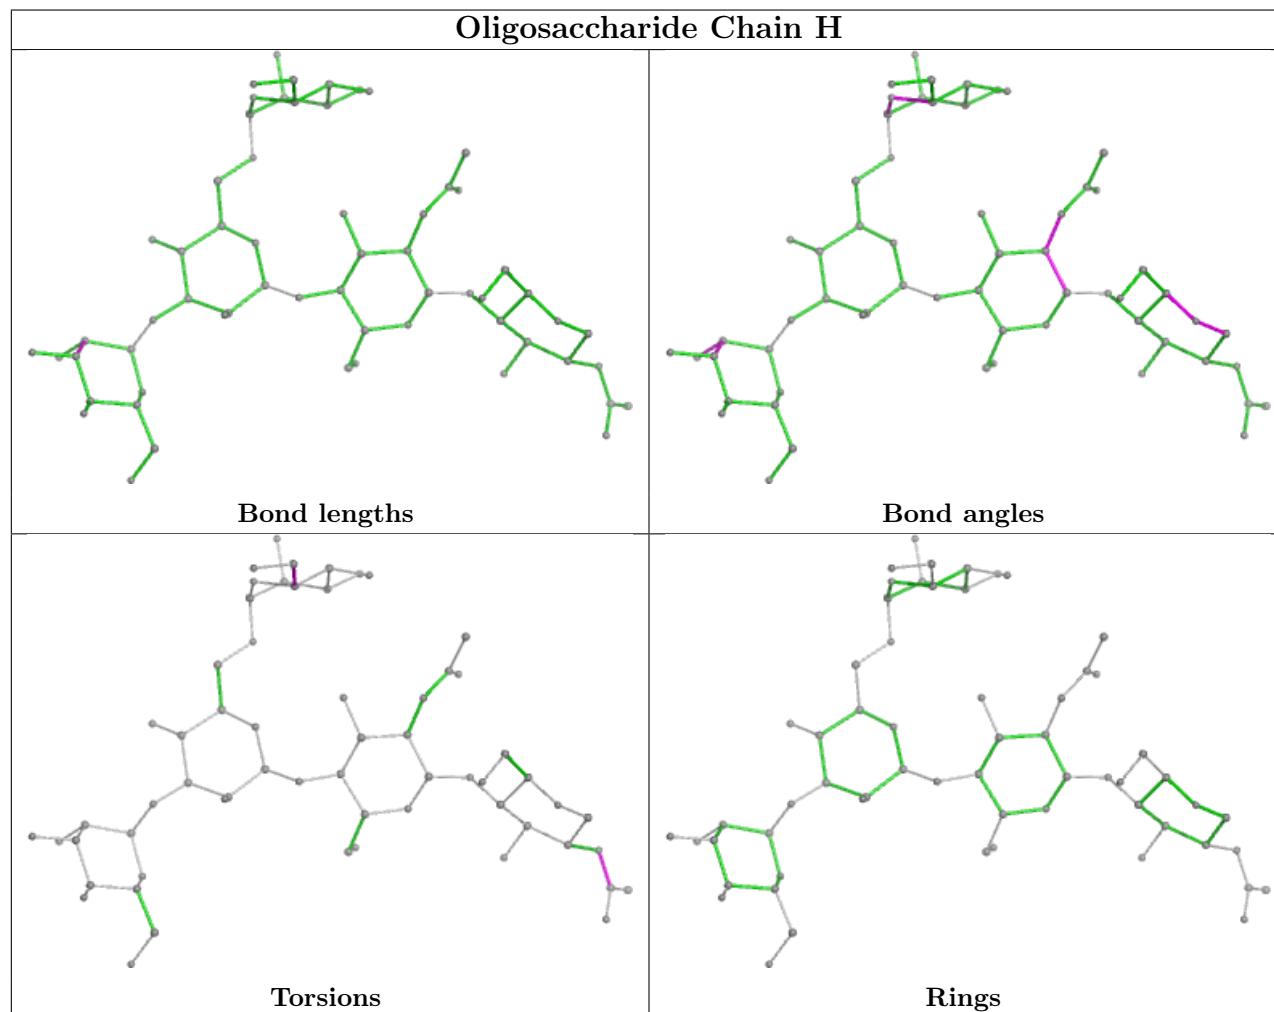 Oligosaccharide Chain H
Bond lengths
Bond angles
Torsions
Rings